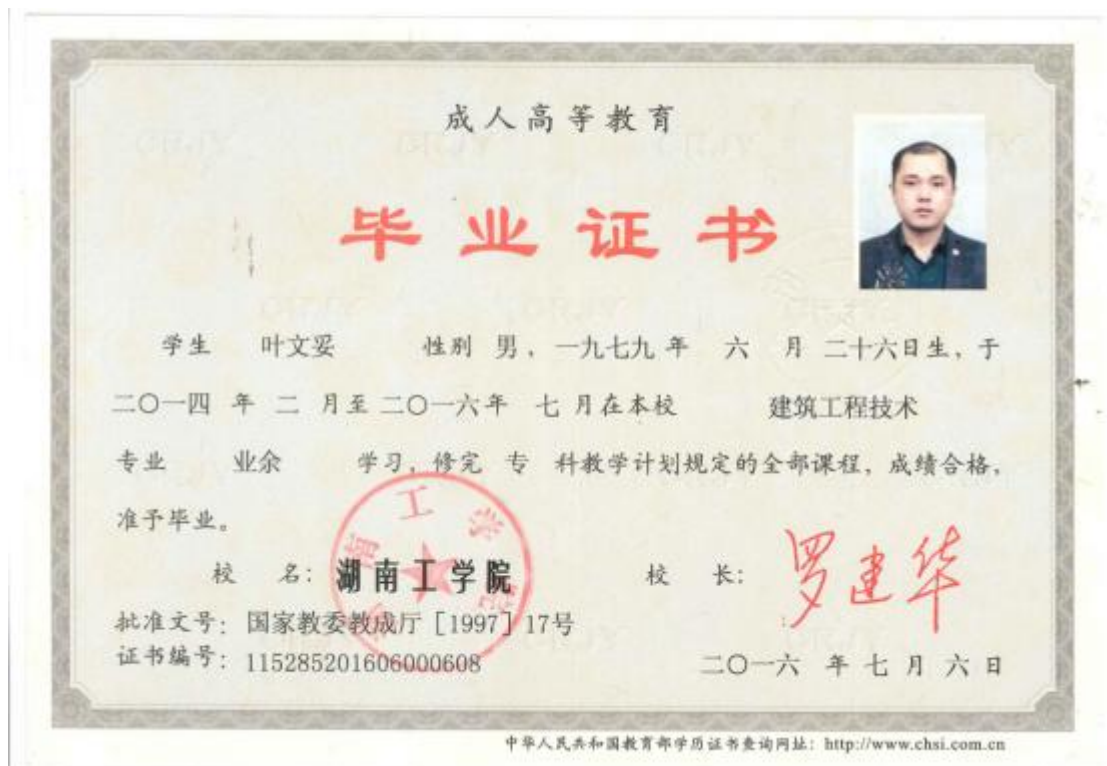 成人高等教育
毕业证书
学生 叶文妥 性别 男，一九七九 年 六 月 二十六日生，于
二〇一四 年 二 月至 二〇一六年 七 月在本校 建筑工程技术
专业 业余 学习，修完 专 科教学计划规定的全部课程，成绩合格，
准予毕业。
校 名：湖南工学院 校 长：罗建华
批准文号：国家教委教成厅［1997］17号
证书编号：115285201606000608
二〇一六 年 七 月 六 日
湖南工学院
中华人民共和国教育部学历证书查询网址：http://www.chsi.com.cn